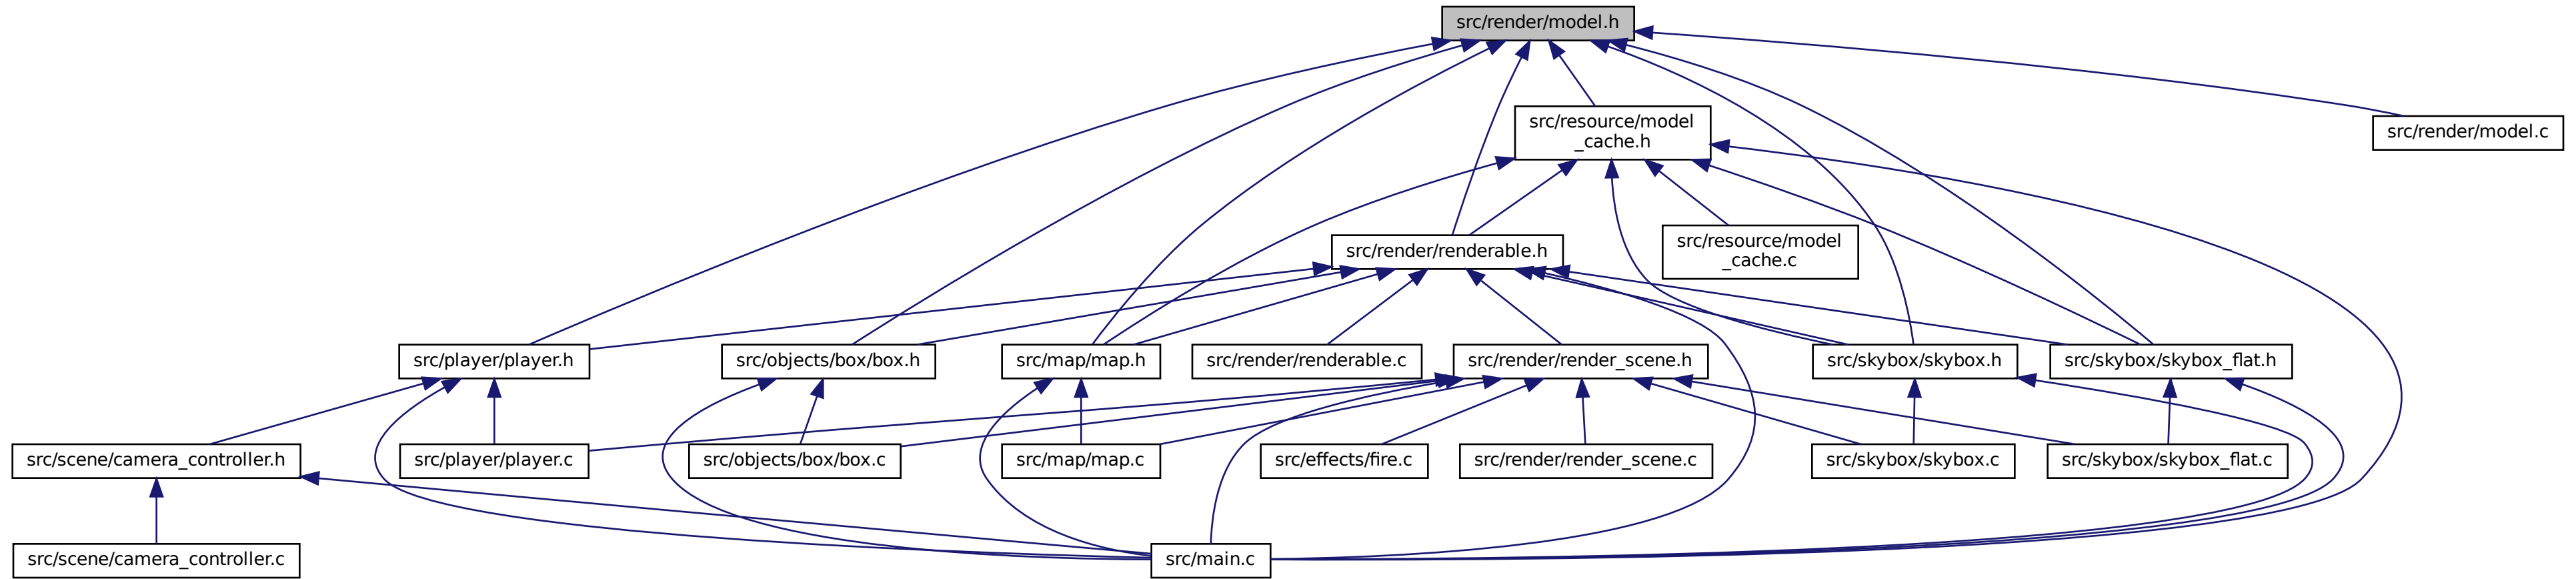 src/render/model.h
src/resource/model
_cache.h
src/render/model.c
src/render/renderable.h
src/resource/model
_cache.c
src/player/player.h
src/objects/box/box.h
src/map/map.h
src/render/renderable.c
src/render/render_scene.h
src/skybox/skybox.h
src/skybox/skybox_flat.h
src/scene/camera_controller.h
src/player/player.c
src/objects/box/box.c
src/map/map.c
src/effects/fire.c
src/render/render_scene.c
src/skybox/skybox.c
src/skybox/skybox_flat.c
src/scene/camera_controller.c
src/main.c